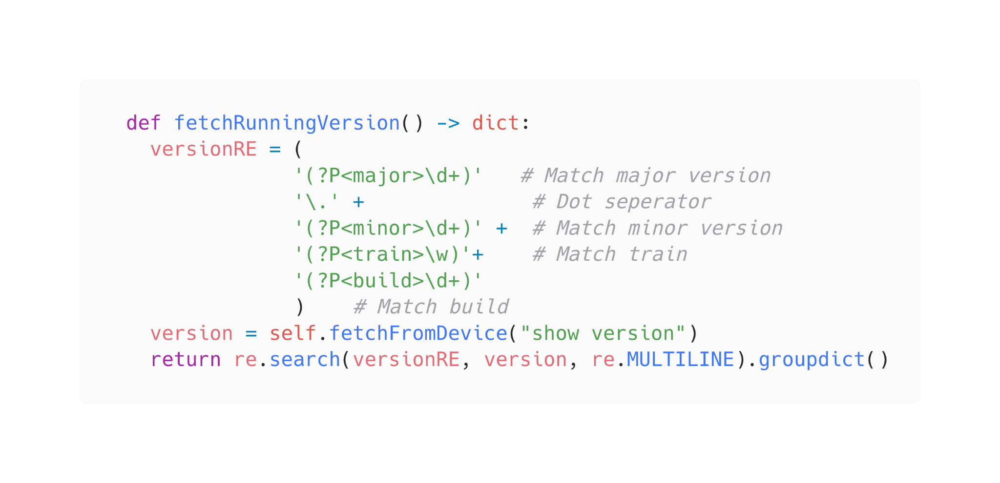 def fetchRunningVersion() -> dict:
  versionRE = (
              '(?P<major>\d+)'   # Match major version
              '\.' +              # Dot seperator
              '(?P<minor>\d+)' +  # Match minor version
              '(?P<train>\w)'+    # Match train
              '(?P<build>\d+)'
              )    # Match build
  version = self.fetchFromDevice("show version")
  return re.search(versionRE, version, re.MULTILINE).groupdict()